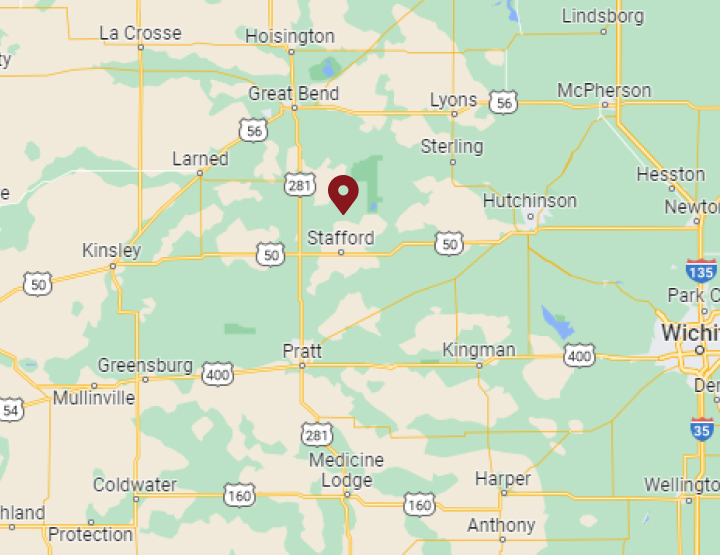 Lindsborg
La Crosse
Hoisington
ty
Great Bend
McPherson
Lyons
56
56
Sterling
Larned
Hesston
281
e
Hutchinson
Newto
Stafford
Kinsley
50
50
135
50
Park C
Wichi
Pratt
Kingman
400
Greensburg
400
Der
Mullinville
54
35
281
Medicine
Lodge
Coldwater
Harper
Wellingto
160
160
hland
Protection
Anthony